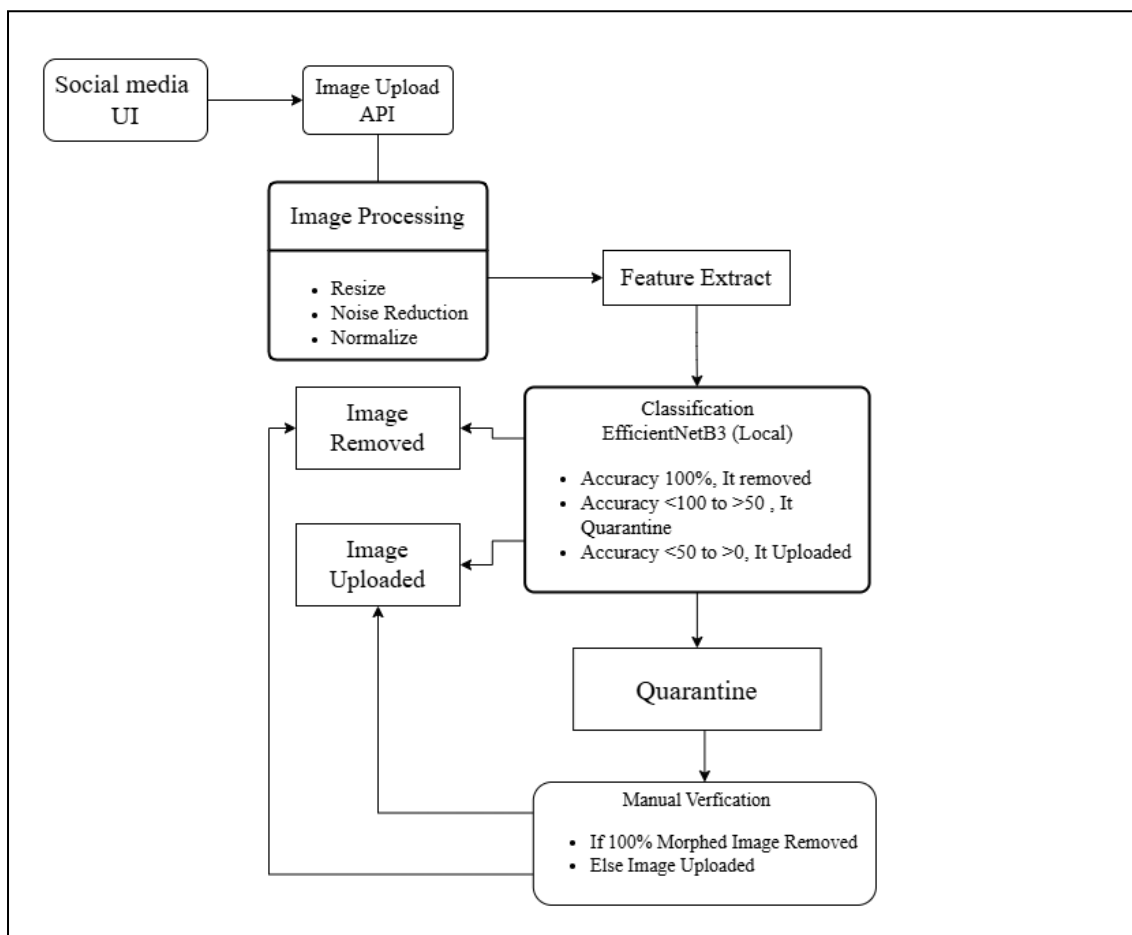 Social media
UI
Image Upload
API
Image Processing
• Resize
• Noise Reduction
• Normalize
Feature Extract
Classification
EfficientNetB3 (Local)
• Accuracy 100%, It removed
• Accuracy <100 to >50 , It
Quarantine
• Accuracy <50 to >0, It Uploaded
Image
Removed
Image
Uploaded
Quarantine
Manual Verfication
• If 100% Morphed Image Removed
• Else Image Uploaded